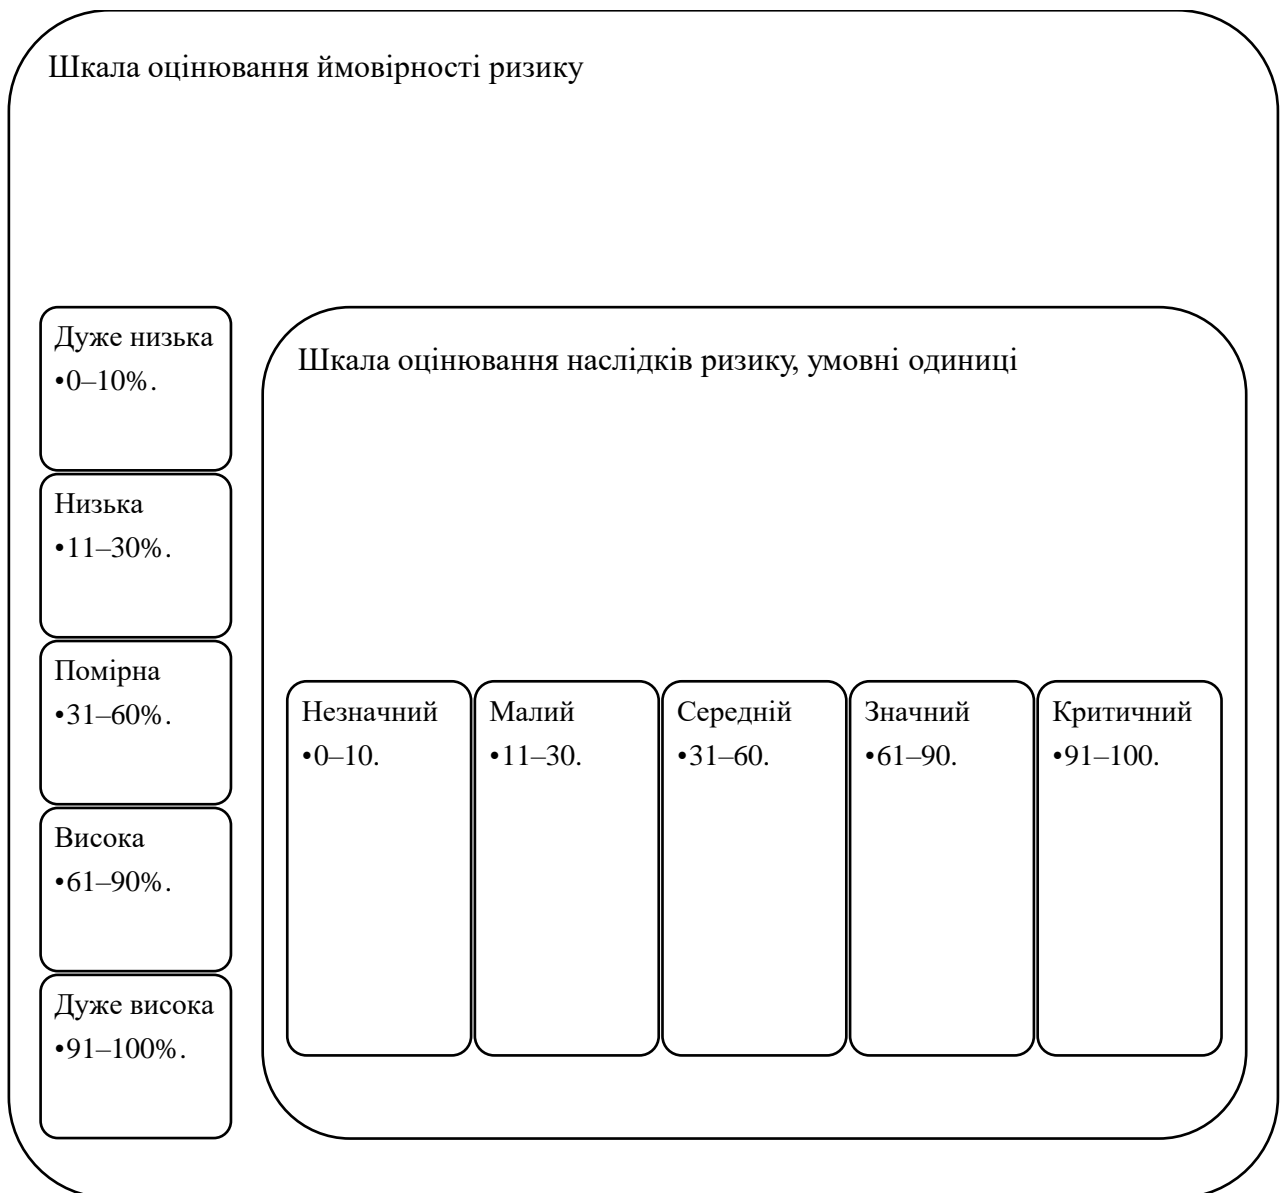 Шкала оцінювання ймовірності ризику
Дуже низька
•0–10%.
Низька
•11–30%.
Помірна
•31–60%.
Висока
•61–90%.
Дуже висока
•91–100%.
Шкала оцінювання наслідків ризику, умовні одиниці
Незначний
•0–10.
Малий
•11–30.
Середній
•31–60.
Значний
•61–90.
Критичний
•91–100.